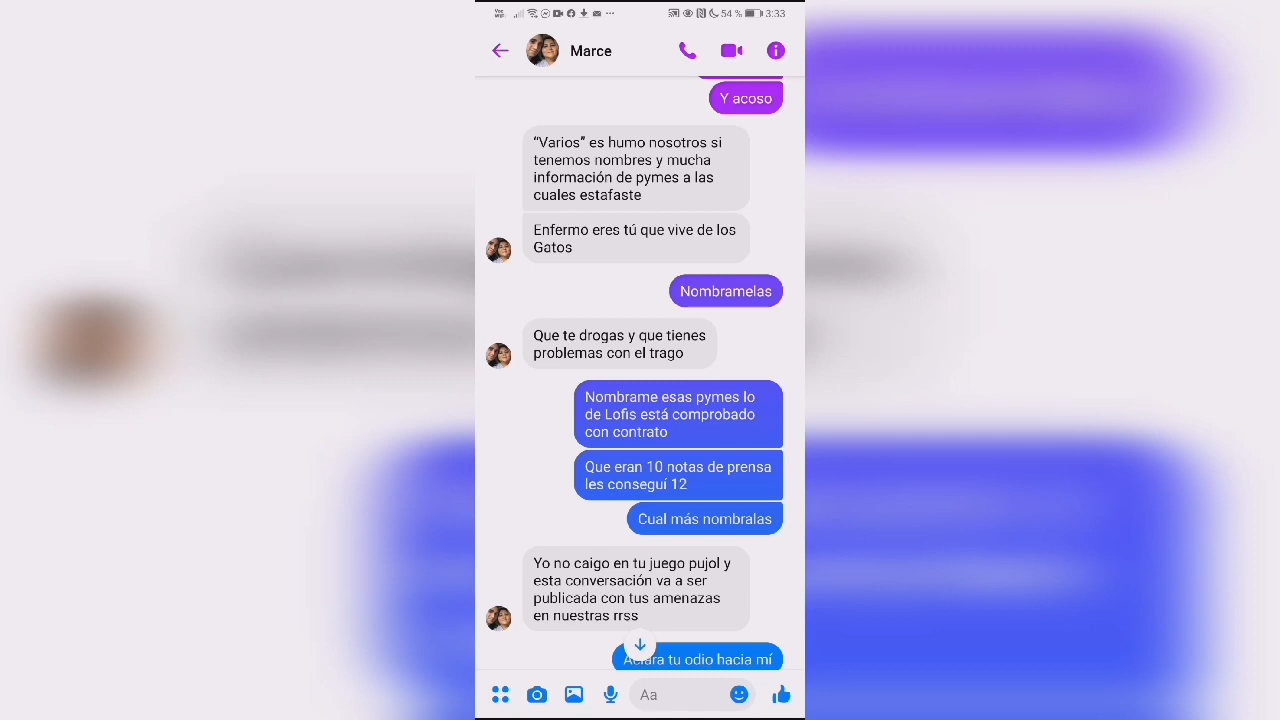 54 % 3:33
Marce
Y acoso
“Varios” es humo nosotros si
tenemos nombres y mucha
información de pymes a las
cuales estafaste
Enfermo eres tú que vive de los
Gatos
Nombramelas
Que te drogas y que tienes
problemas con el trago
Nombrame esas pymes lo
de Lofis está comprobado
con contrato
Que eran 10 notas de prensa
les conseguí 12
Cual más nombralas
Yo no caigo en tu juego pujol y
esta conversación va a ser
publicada con tus amenazas
en nuestras rrss
Aclara tu odio hacia mí
Aa